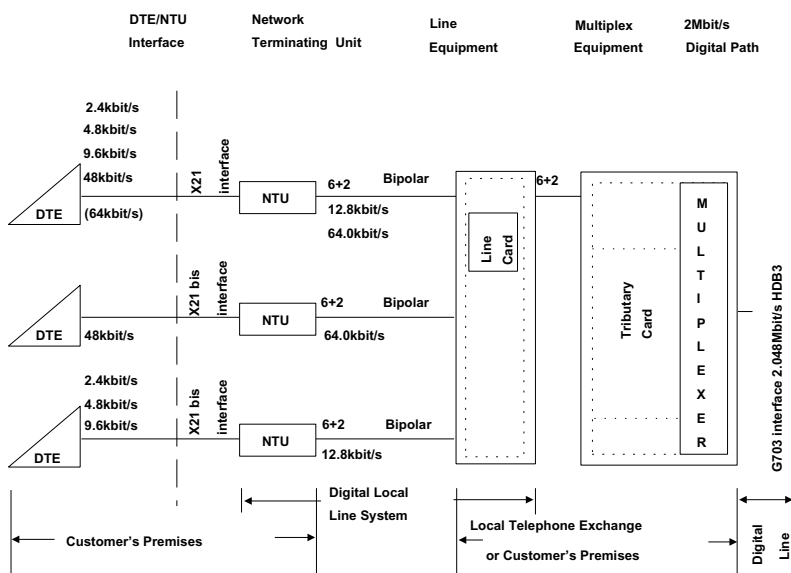 DTE/NTU
Interface
Network
Terminating Unit
Line
Equipment
Multiplex
Equipment
2Mbit/s
Digital Path
2.4kbit/s
4.8kbit/s
9.6kbit/s
48kbit/s
(64kbit/s)
DTE
X21
interface
NTU
6+2
Bipolar
12.8kbit/s
64.0kbit/s
Line
Card
6+2
MULTIPLEXER
Tributary
Card
G703 interface 2.048Mbit/s HDB3
DTE
48kbit/s
X21 bis
interface
NTU
6+2
Bipolar
64.0kbit/s
2.4kbit/s
4.8kbit/s
9.6kbit/s
DTE
X21 bis
interface
NTU
6+2
Bipolar
12.8kbit/s
Digital Local
Line System
Customer's Premises
Local Telephone Exchange
or Customer's Premises
Digital
Line